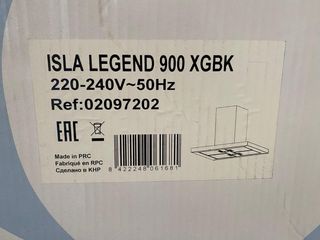 ISLA LEGEND 900 XGBK
220-240V~50Hz
Ref:02097202
EAC
Made in PRC
Fabriqué en RPC
Сделано в КНР
8 422248 061681